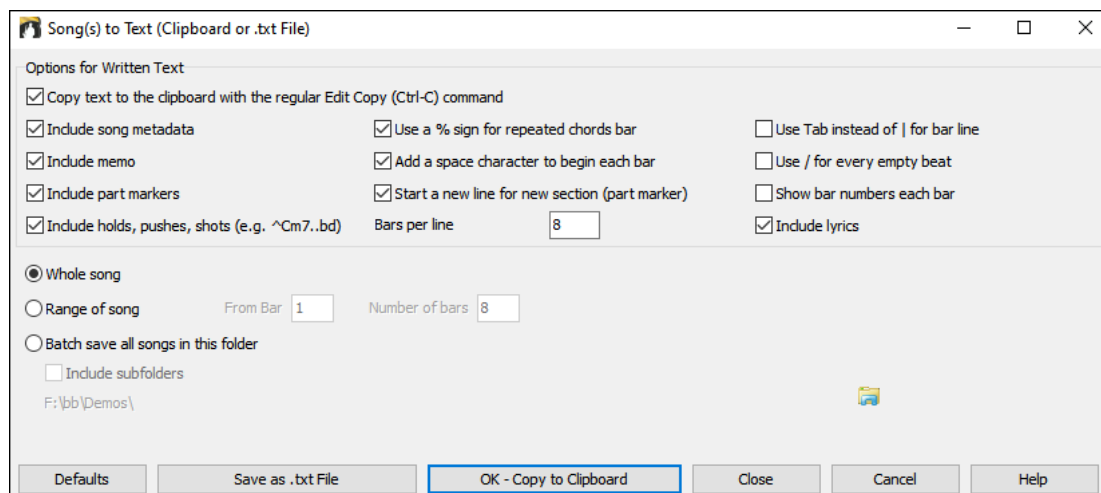 Song(s) to Text (Clipboard or .txt File)
Options for Written Text
Copy text to the clipboard with the regular Edit Copy (Ctrl-C) command
Include song metadata
Use a % sign for repeated chords bar
Use Tab instead of | for bar line
Include memo
Add a space character to begin each bar
Use / for every empty beat
Include part markers
Start a new line for new section (part marker)
Show bar numbers each bar
Include holds, pushes, shots (e.g. ^Cm7..bd)
Bars per line 8
Include lyrics
Whole song
Range of song From Bar 1 Number of bars 8
Batch save all songs in this folder
Include subfolders
F:\bb\Demos\
Defaults Save as .txt File OK - Copy to Clipboard Close Cancel Help